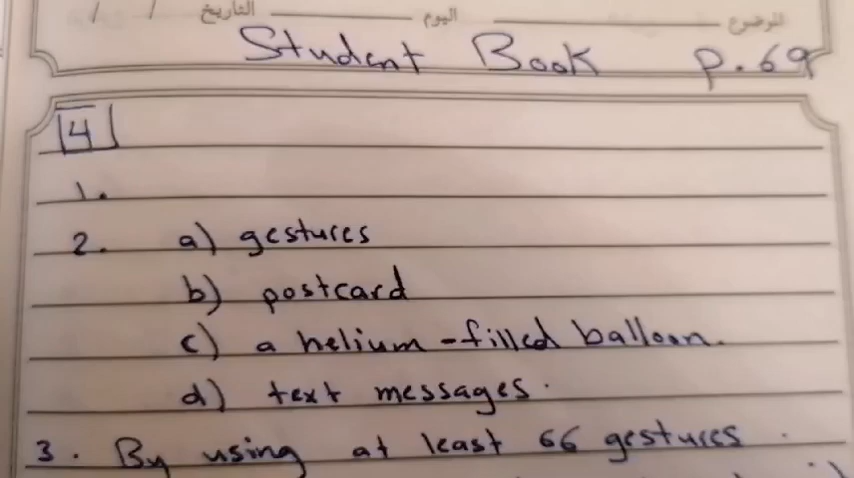 الموضوع اليوم التاريخ / /
Student Book p. 69
4
1.
2. a) gestures
b) postcard
c) a helium-filled balloon.
d) text messages.
3. By using at least 66 gestures.